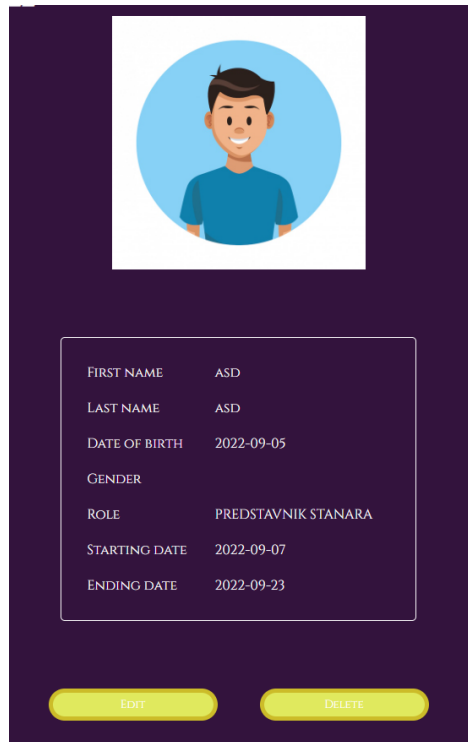 First name asd
Last name asd
Date of birth 2022-09-05
Gender
Role PREDSTAVNIK STANARA
Starting date 2022-09-07
Ending date 2022-09-23
Edit Delete